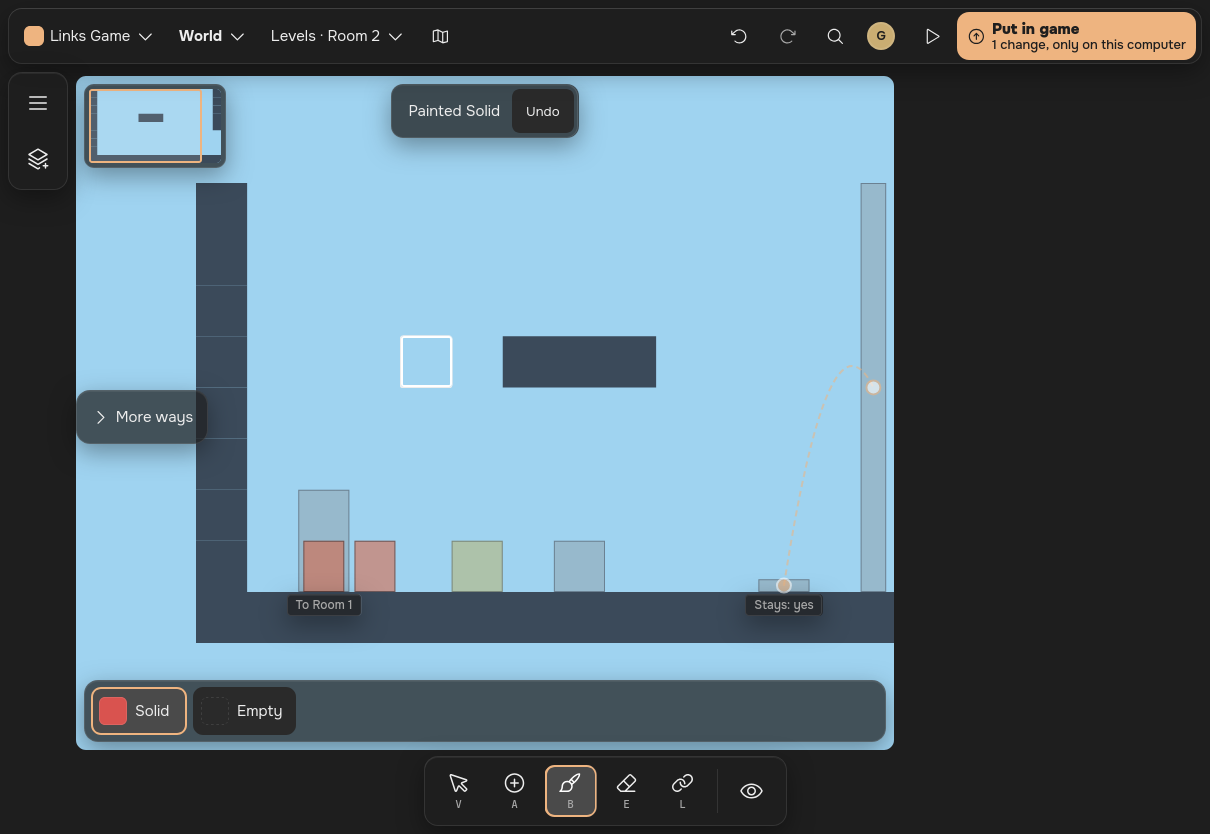 Links Game
World
Levels · Room 2
G
Put in game
1 change, only on this computer
Painted Solid
Undo
More ways
To Room 1
Stays: yes
Solid
Empty
V
A
B
E
L